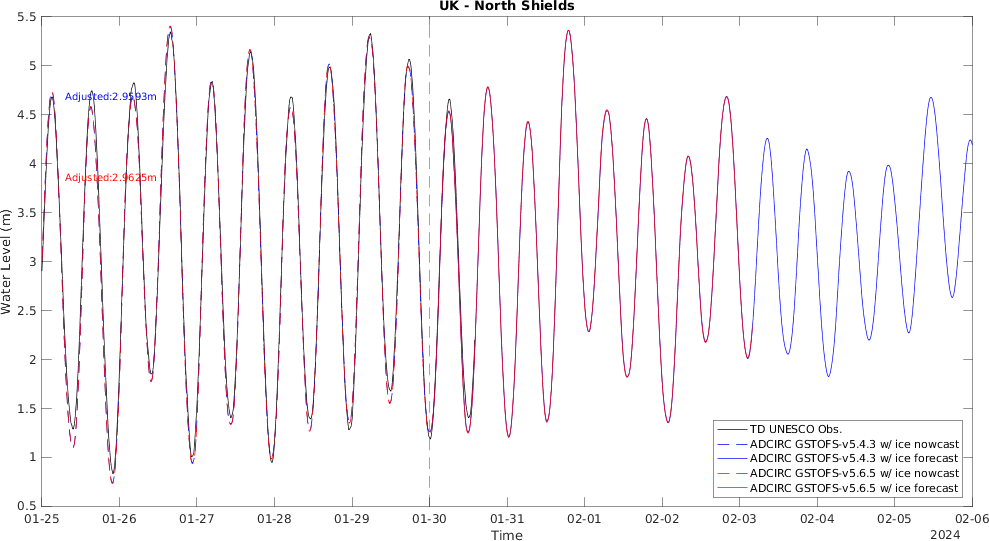 UK - North Shields
5.5
5
4.5
4
3.5
3
2.5
2
1.5
1
0.5
Water Level (m)
Adjusted:2.9593m
Adjusted:2.9625m
TD UNESCO Obs.
ADCIRC GSTOFS-v5.4.3 w/ ice nowcast
ADCIRC GSTOFS-v5.4.3 w/ ice forecast
ADCIRC GSTOFS-v5.6.5 w/ ice nowcast
ADCIRC GSTOFS-v5.6.5 w/ ice forecast
01-25 01-26 01-27 01-28 01-29 01-30 01-31 02-01 02-02 02-03 02-04 02-05 02-06
Time
2024